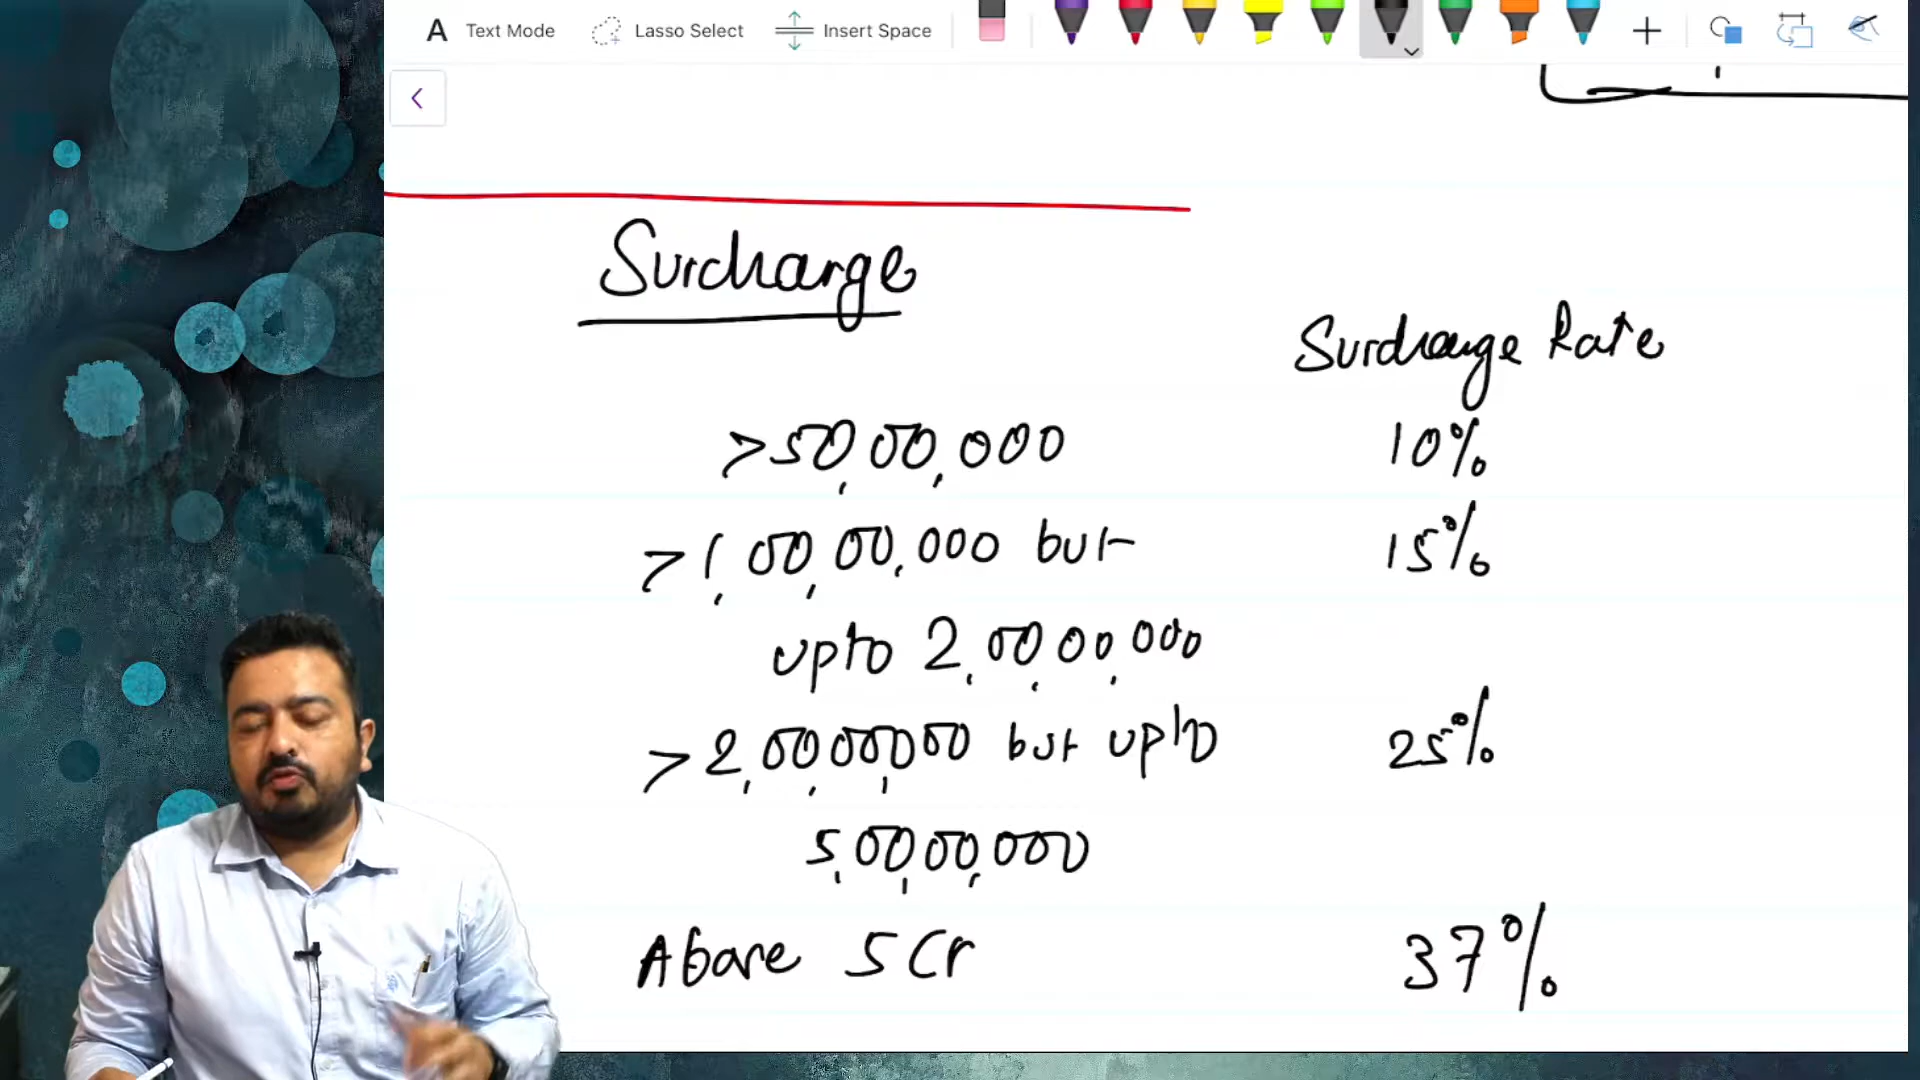 A Text Mode Lasso Select Insert Space
Surcharge
Surcharge Rate
>50,00,000 10%
>1,00,00,000 but 15%
upto 2,00,00,000
>2,00,00,000 but upto 25%
5,00,00,000
Above 5 Cr 37%